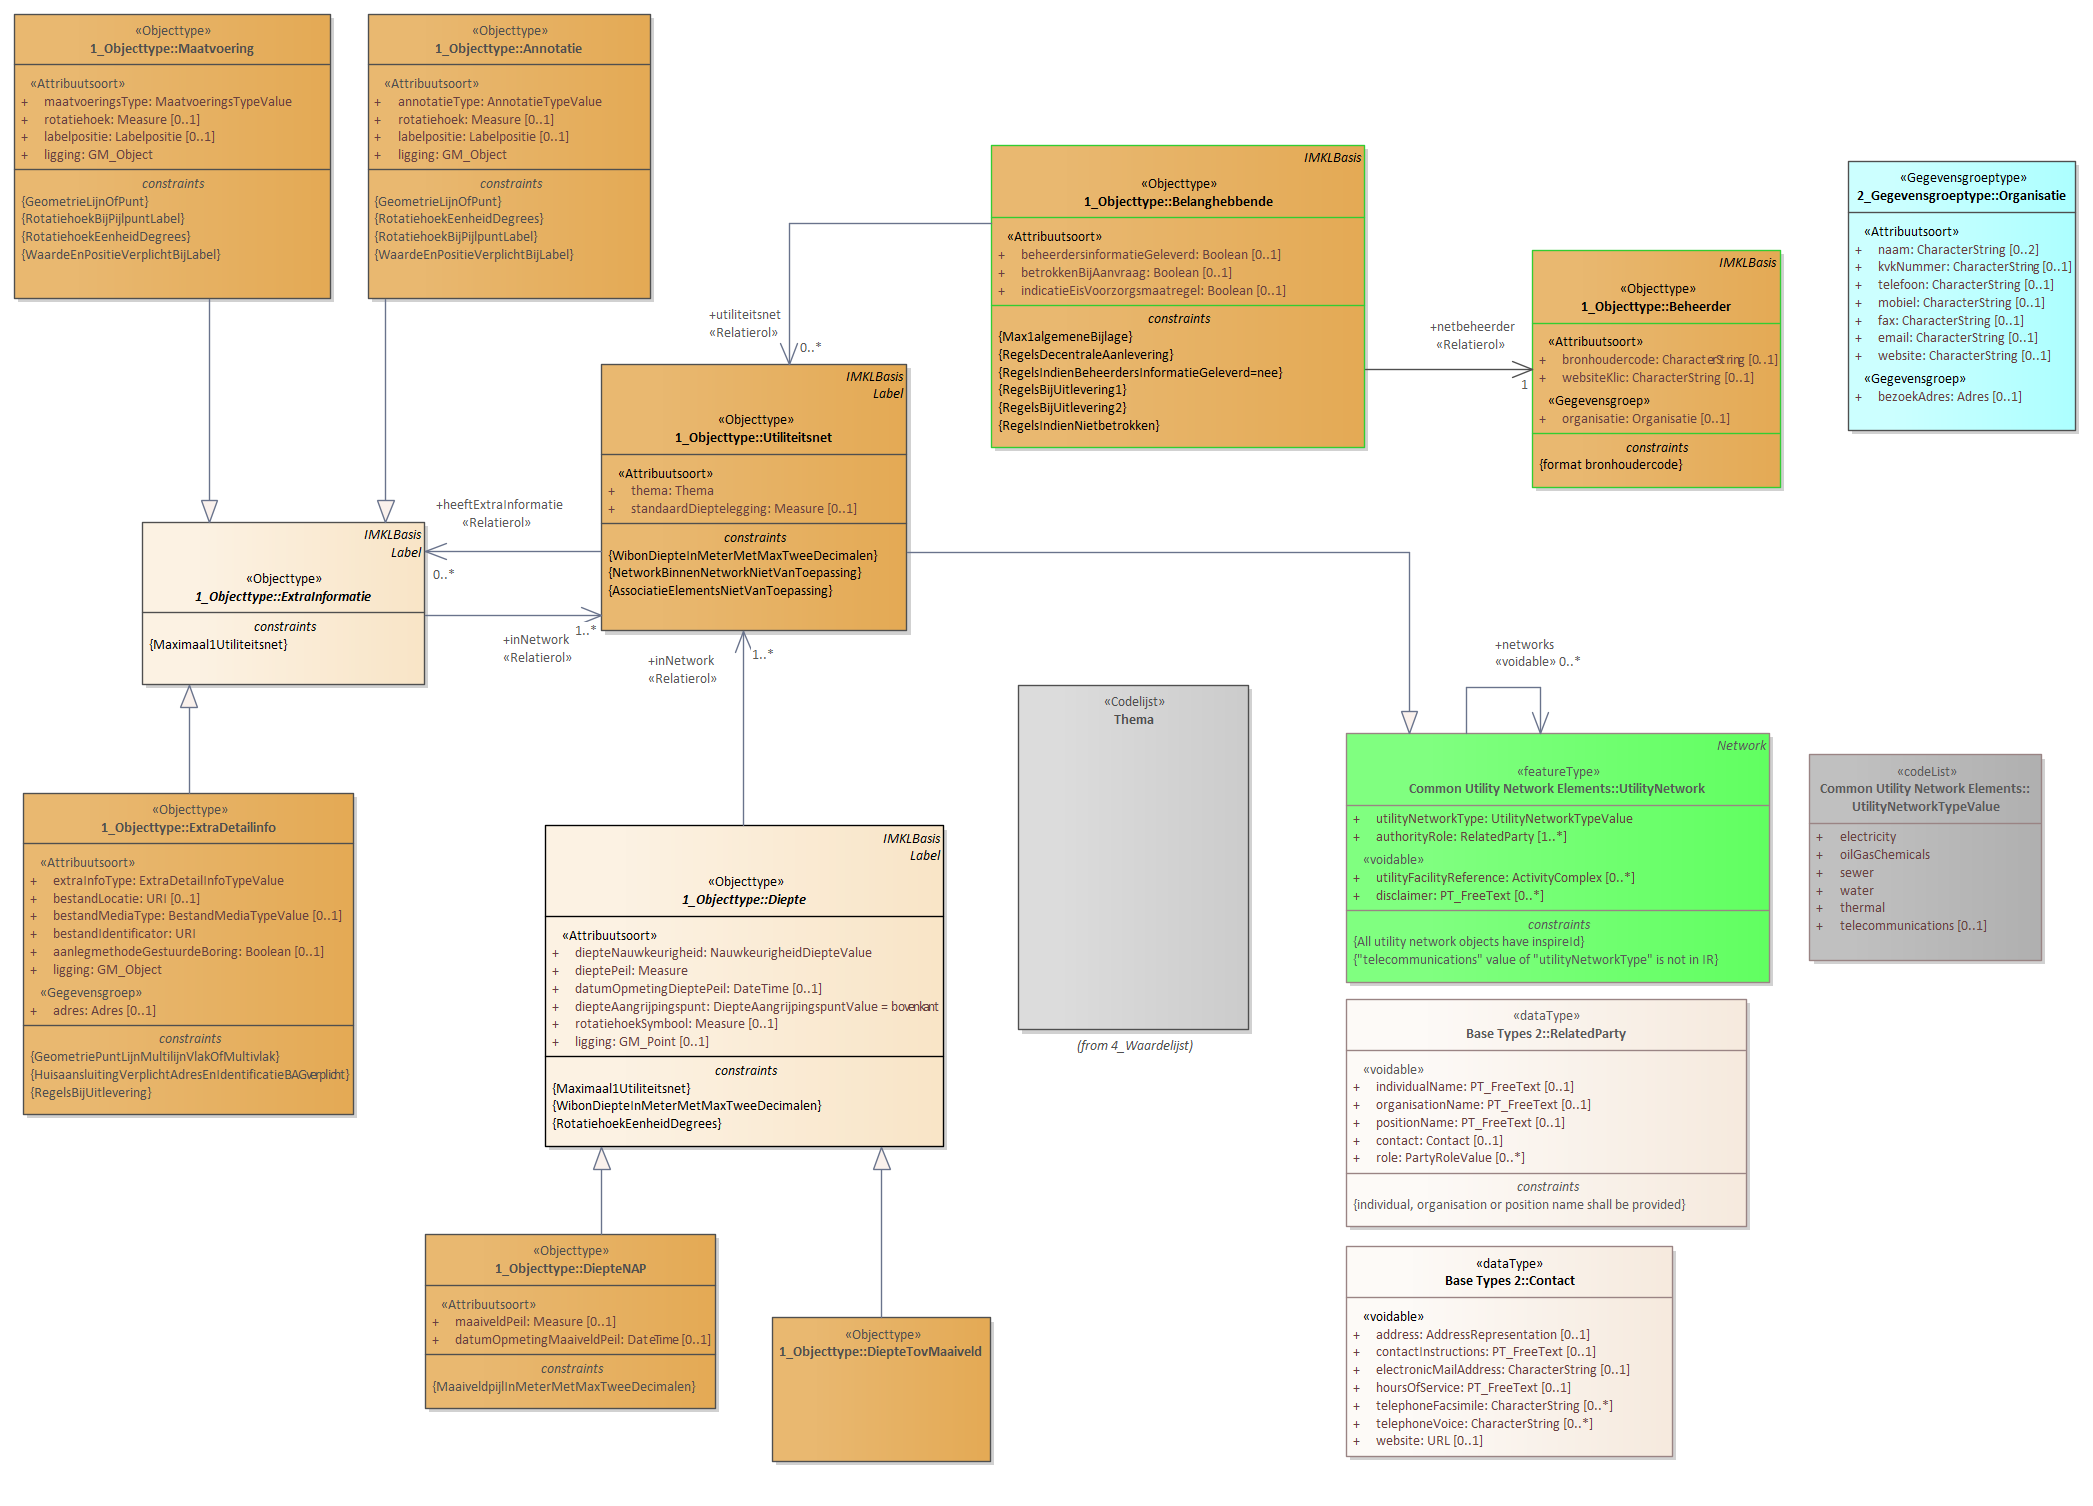 «Objecttype»
1_Objecttype::Maatvoering
«Attribuutsoort»
+ maatvoeringsType: MaatvoeringsTypeValue
+ rotatiehoek: Measure [0..1]
+ labelpositie: Labelpositie [0..1]
+ ligging: GM_Object
constraints
{GeometrieLijnOfPunt}
{RotatiehoekBijPijlpuntLabel}
{RotatiehoekEenheidDegrees}
{WaardeEnPositieVerplichtBijLabel}
«Objecttype»
1_Objecttype::Annotatie
«Attribuutsoort»
+ annotatieType: AnnotatieTypeValue
+ rotatiehoek: Measure [0..1]
+ labelpositie: Labelpositie [0..1]
+ ligging: GM_Object
constraints
{GeometrieLijnOfPunt}
{RotatiehoekEenheidDegrees}
{RotatiehoekBijPijlpuntLabel}
{WaardeEnPositieVerplichtBijLabel}
IMKLBasis
«Objecttype»
1_Objecttype::Belanghebbende
«Attribuutsoort»
+ beheerdersinformatieGeleverd: Boolean [0..1]
+ betrokkenBijAanvraag: Boolean [0..1]
+ indicatieEisVoorzorgsmaatregel: Boolean [0..1]
constraints
{Max1algemeneBijlage}
{RegelsDecentraleAanlevering}
{RegelsIndienBeheerdersInformatieGeleverd=nee}
{RegelsBijUitlevering1}
{RegelsBijUitlevering2}
{RegelsIndienNietbetrokken}
+netbeheerder
«Relatierol»
1
IMKLBasis
«Objecttype»
1_Objecttype::Beheerder
«Attribuutsoort»
+ bronhoudercode: CharacterString [0..1]
+ websiteKlic: CharacterString [0..1]
«Gegevensgroep»
+ organisatie: Organisatie [0..1]
constraints
{format bronhoudercode}
«Gegevensgroeptype»
2_Gegevensgroeptype::Organisatie
«Attribuutsoort»
+ naam: CharacterString [0..2]
+ kvkNummer: CharacterString [0..1]
+ telefoon: CharacterString [0..1]
+ mobiel: CharacterString [0..1]
+ fax: CharacterString [0..1]
+ email: CharacterString [0..1]
+ website: CharacterString [0..1]
«Gegevensgroep»
+ bezoekAdres: Adres [0..1]
+utiliteitsnet
«Relatierol»
0..*
IMKLBasis
Label
«Objecttype»
1_Objecttype::Utiliteitsnet
«Attribuutsoort»
+ thema: Thema
+ standaardDieptelegging: Measure [0..1]
constraints
{WibonDiepteInMeterMetMaxTweeDecimalen}
{NetworkBinnenNetworkNietVanToepassing}
{AssociatieElementsNietVanToepassing}
+heeftExtraInformatie
«Relatierol»
0..*
IMKLBasis
Label
«Objecttype»
1_Objecttype::ExtraInformatie
constraints
{Maximaal1Utiliteitsnet}
1..*
+inNetwork
«Relatierol»
+inNetwork
«Relatierol»
1..*
+networks
«voidable» 0..*
«Codelijst»
Thema
(from 4_Waardelijst)
Network
«featureType»
Common Utility Network Elements::UtilityNetwork
+ utilityNetworkType: UtilityNetworkTypeValue
+ authorityRole: RelatedParty [1..*]
«voidable»
+ utilityFacilityReference: ActivityComplex [0..*]
+ disclaimer: PT_FreeText [0..*]
constraints
{All utility network objects have inspireId}
{"telecommunications" value of "utilityNetworkType" is not in IR}
«codeList»
Common Utility Network Elements::
UtilityNetworkTypeValue
+ electricity
+ oilGasChemicals
+ sewer
+ water
+ thermal
+ telecommunications [0..1]
«Objecttype»
1_Objecttype::ExtraDetailinfo
«Attribuutsoort»
+ extraInfoType: ExtraDetailInfoTypeValue
+ bestandLocatie: URI [0..1]
+ bestandMediaType: BestandMediaTypeValue [0..1]
+ bestandIdentificator: URI
+ aanlegmethodeGestuurdeBoring: Boolean [0..1]
+ ligging: GM_Object
«Gegevensgroep»
+ adres: Adres [0..1]
constraints
{GeometriePuntLijnMultilijnVlakOfMultivlak}
{HuisaansluitingVerplichtAdresEnIdentificatieBAGverplicht}
{RegelsBijUitlevering}
IMKLBasis
Label
«Objecttype»
1_Objecttype::Diepte
«Attribuutsoort»
+ diepteNauwkeurigheid: NauwkeurigheidDiepteValue
+ dieptePeil: Measure
+ datumOpmetingDieptePeil: DateTime [0..1]
+ diepteAangrijpingspunt: DiepteAangrijpingspuntValue = bovenkant
+ rotatiehoekSymbool: Measure [0..1]
+ ligging: GM_Point [0..1]
constraints
{Maximaal1Utiliteitsnet}
{WibonDiepteInMeterMetMaxTweeDecimalen}
{RotatiehoekEenheidDegrees}
«dataType»
Base Types 2::RelatedParty
«voidable»
+ individualName: PT_FreeText [0..1]
+ organisationName: PT_FreeText [0..1]
+ positionName: PT_FreeText [0..1]
+ contact: Contact [0..1]
+ role: PartyRoleValue [0..*]
constraints
{individual, organisation or position name shall be provided}
«Objecttype»
1_Objecttype::DiepteNAP
«Attribuutsoort»
+ maaiveldPeil: Measure [0..1]
+ datumOpmetingMaaiveldPeil: DateTime [0..1]
constraints
{MaaiveldpijlInMeterMetMaxTweeDecimalen}
«Objecttype»
1_Objecttype::DiepteTovMaaiveld
«dataType»
Base Types 2::Contact
«voidable»
+ address: AddressRepresentation [0..1]
+ contactInstructions: PT_FreeText [0..1]
+ electronicMailAddress: CharacterString [0..1]
+ hoursOfService: PT_FreeText [0..1]
+ telephoneFacsimile: CharacterString [0..*]
+ telephoneVoice: CharacterString [0..*]
+ website: URL [0..1]